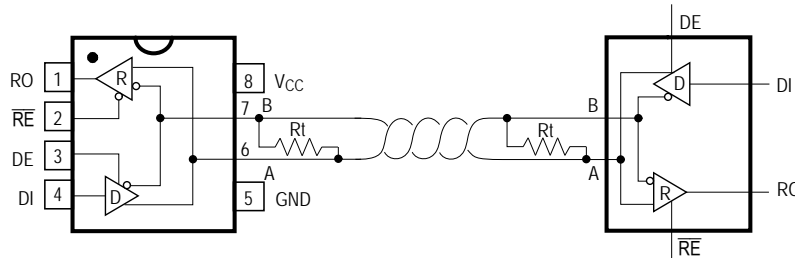 DE
RO 1 R 8 VCC D DI
RE 2 7 B B
Rt Rt
DE 3 6 A A
DI 4 D 5 GND R RO
RE